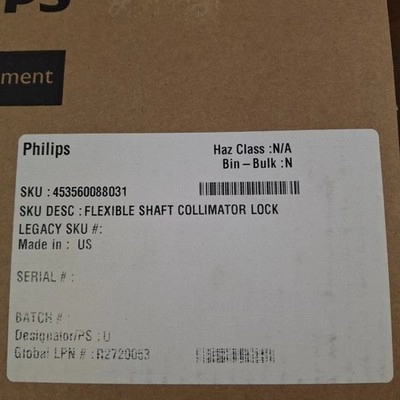 PS
ment
Philips
Haz Class :N/A
Bin – Bulk :N
SKU : 453560088031
SKU DESC : FLEXIBLE SHAFT COLLIMATOR LOCK
LEGACY SKU #:
Made in : US
SERIAL # :
BATCH # :
Designator/PS : U
Global LPN # : R2720053